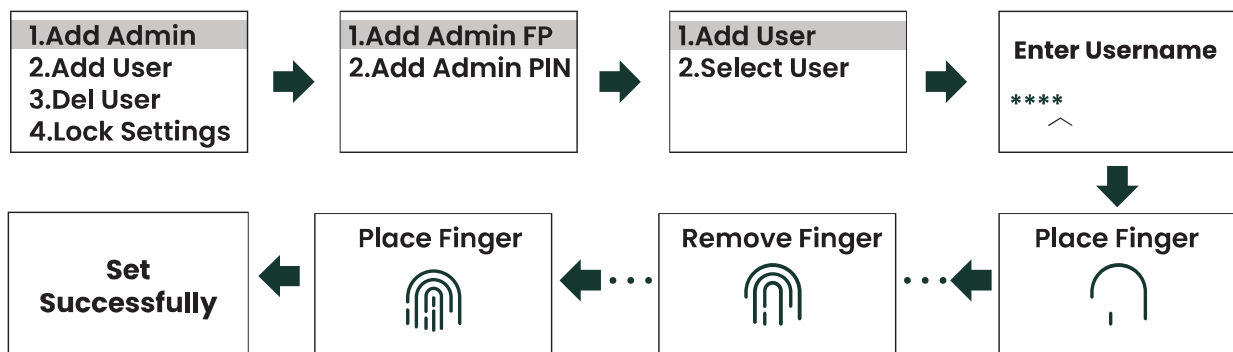 1.Add Admin
2.Add User
3.Del User
4.Lock Settings
1.Add Admin FP
2.Add Admin PIN
1.Add User
2.Select User
Enter Username
****
Place Finger
Remove Finger
Place Finger
Set
Successfully